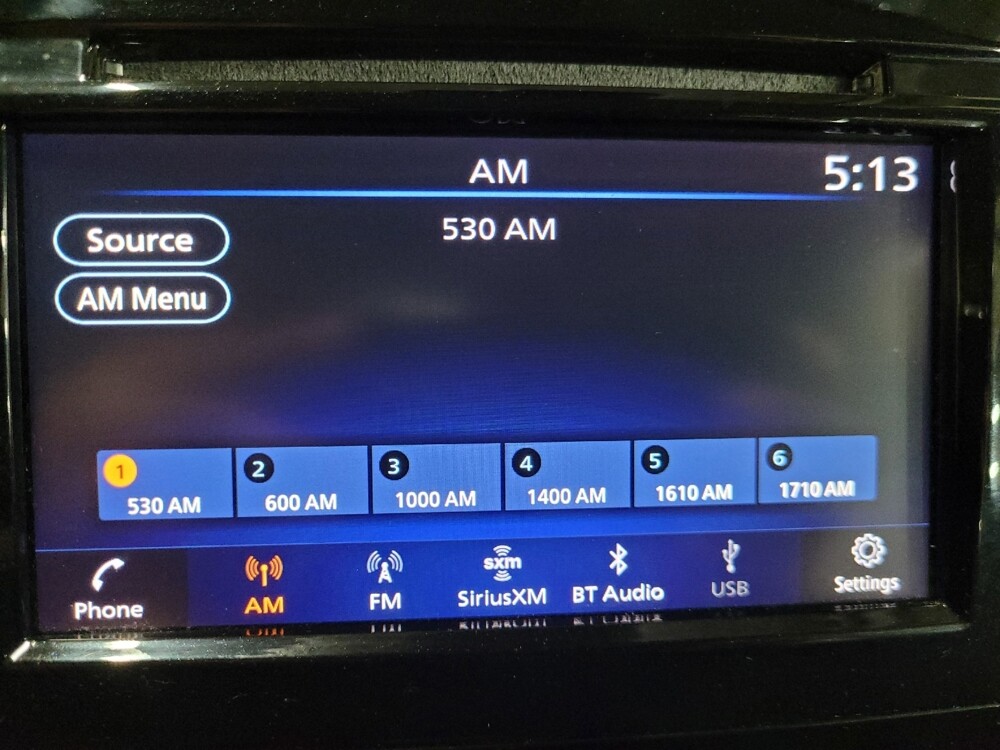 AM
5:13
530 AM
Source
AM Menu
1 2 3 4 5 6
530 AM 600 AM 1000 AM 1400 AM 1610 AM 1710 AM
sxm
Phone AM FM SiriusXM BT Audio USB Settings